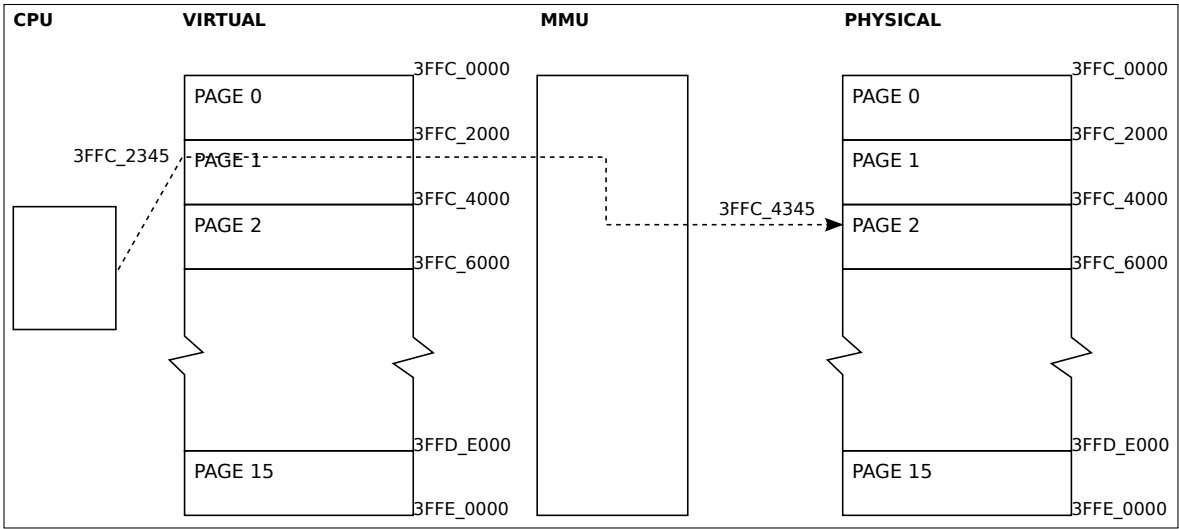 CPU VIRTUAL MMU PHYSICAL
3FFC_0000 3FFC_0000
PAGE 0 PAGE 0
3FFC_2000 3FFC_2000
3FFC_2345 PAGE 1 PAGE 1
3FFC_4000 3FFC_4000
3FFC_4345
PAGE 2 PAGE 2
3FFC_6000 3FFC_6000
3FFD_E000 3FFD_E000
PAGE 15 PAGE 15
3FFE_0000 3FFE_0000